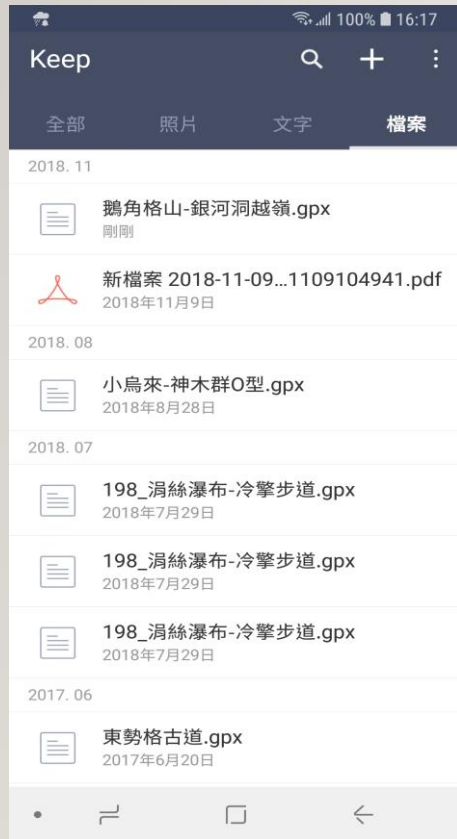 100% 16:17
Keep
全部 照片 文字 檔案
2018. 11
鵝角格山-銀河洞越嶺.gpx
剛剛
新檔案 2018-11-09...1109104941.pdf
2018年11月9日
2018. 08
小烏來-神木群O型.gpx
2018年8月28日
2018. 07
198_涓絲瀑布-冷擎步道.gpx
2018年7月29日
198_涓絲瀑布-冷擎步道.gpx
2018年7月29日
198_涓絲瀑布-冷擎步道.gpx
2018年7月29日
2017. 06
東勢格古道.gpx
2017年6月20日